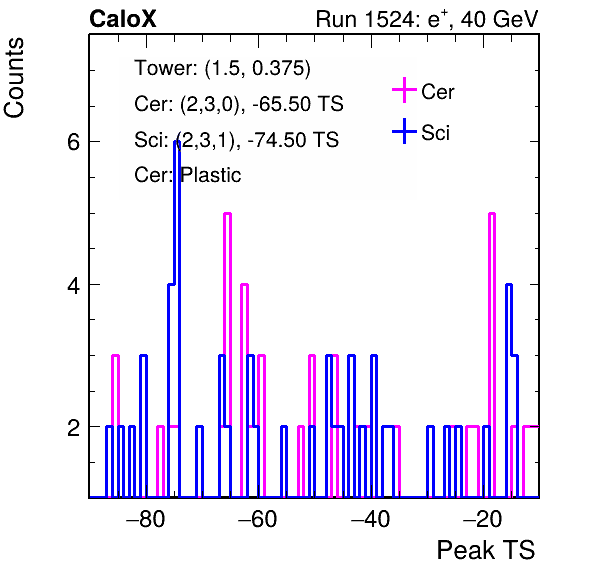 CaloX Run 1524: e⁺, 40 GeV
Counts
Tower: (1.5, 0.375)
Cer: (2,3,0), -65.50 TS
Sci: (2,3,1), -74.50 TS
Cer: Plastic
Cer
Sci
6
4
2
−80 −60 −40 −20
Peak TS